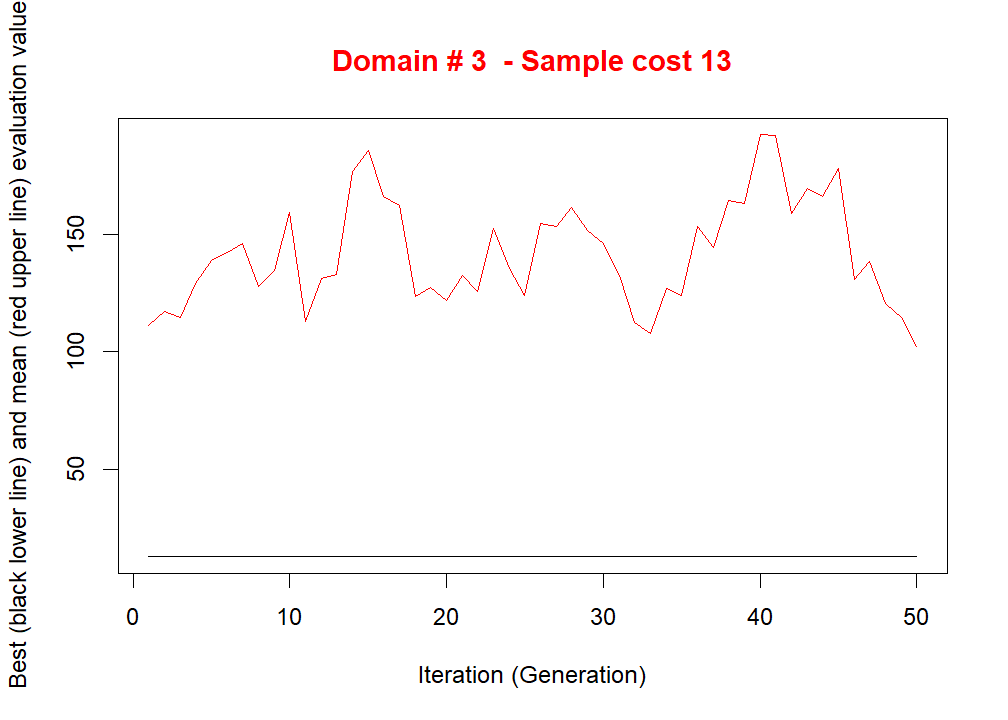 Domain # 3  - Sample cost 13
Best (black lower line) and mean (red upper line) evaluation value
150
100
50
0 10 20 30 40 50
Iteration (Generation)